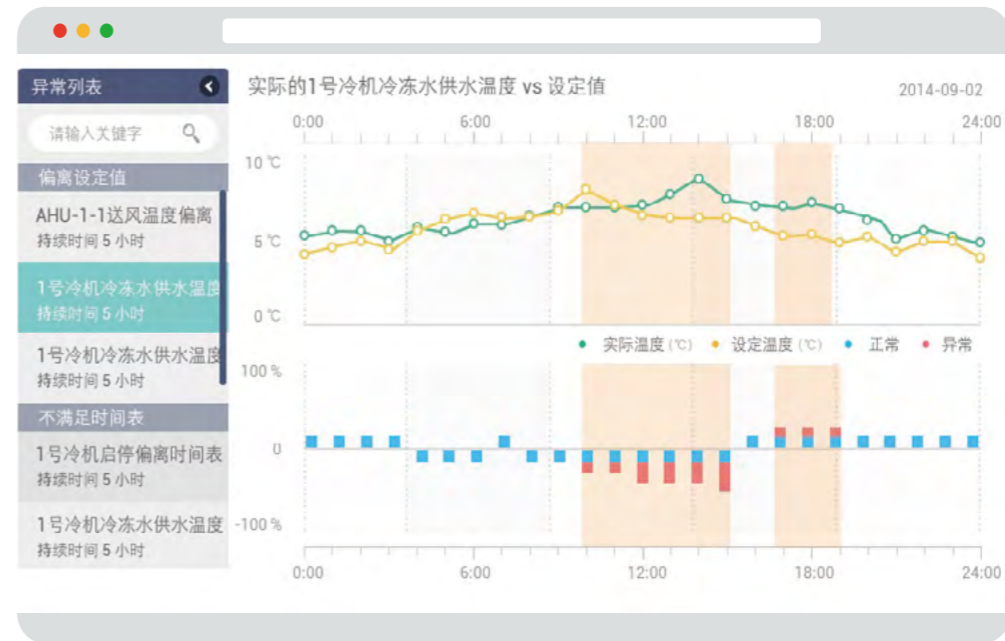 异常列表
请输入关键字
偏离设定值
AHU-1-1送风温度偏离
持续时间 5 小时
1号冷机冷冻水供水温度
持续时间 5 小时
1号冷机冷冻水供水温度
持续时间 5 小时
不满足时间表
1号冷机启停偏离时间表
持续时间 5 小时
1号冷机冷冻水供水温度
持续时间 5 小时
实际的1号冷机冷冻水供水温度 vs 设定值
2014-09-02
0:00 6:00 12:00 18:00 24:00
10 ℃
5 ℃
0 ℃
实际温度 (℃) 设定温度 (℃) 正常 异常
100 %
0
-100 %
0:00 6:00 12:00 18:00 24:00